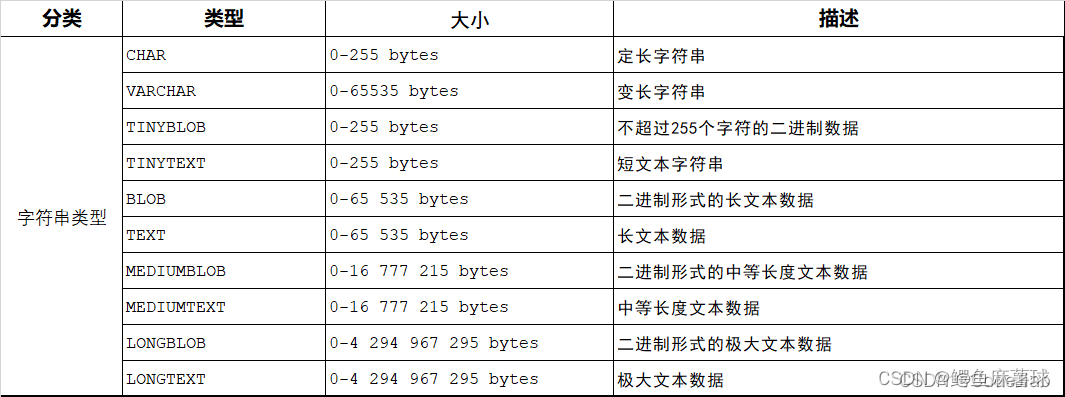 分类 类型 大小 描述
CHAR 0-255 bytes 定长字符串
VARCHAR 0-65535 bytes 变长字符串
TINYBLOB 0-255 bytes 不超过255个字符的二进制数据
TINYTEXT 0-255 bytes 短文本字符串
BLOB 0-65 535 bytes 二进制形式的长文本数据
字符串类型
TEXT 0-65 535 bytes 长文本数据
MEDIUMBLOB 0-16 777 215 bytes 二进制形式的中等长度文本数据
MEDIUMTEXT 0-16 777 215 bytes 中等长度文本数据
LONGBLOB 0-4 294 967 295 bytes 二进制形式的极大文本数据
LONGTEXT 0-4 294 967 295 bytes 极大文本数据
CSDN @鳄鱼麻薯球